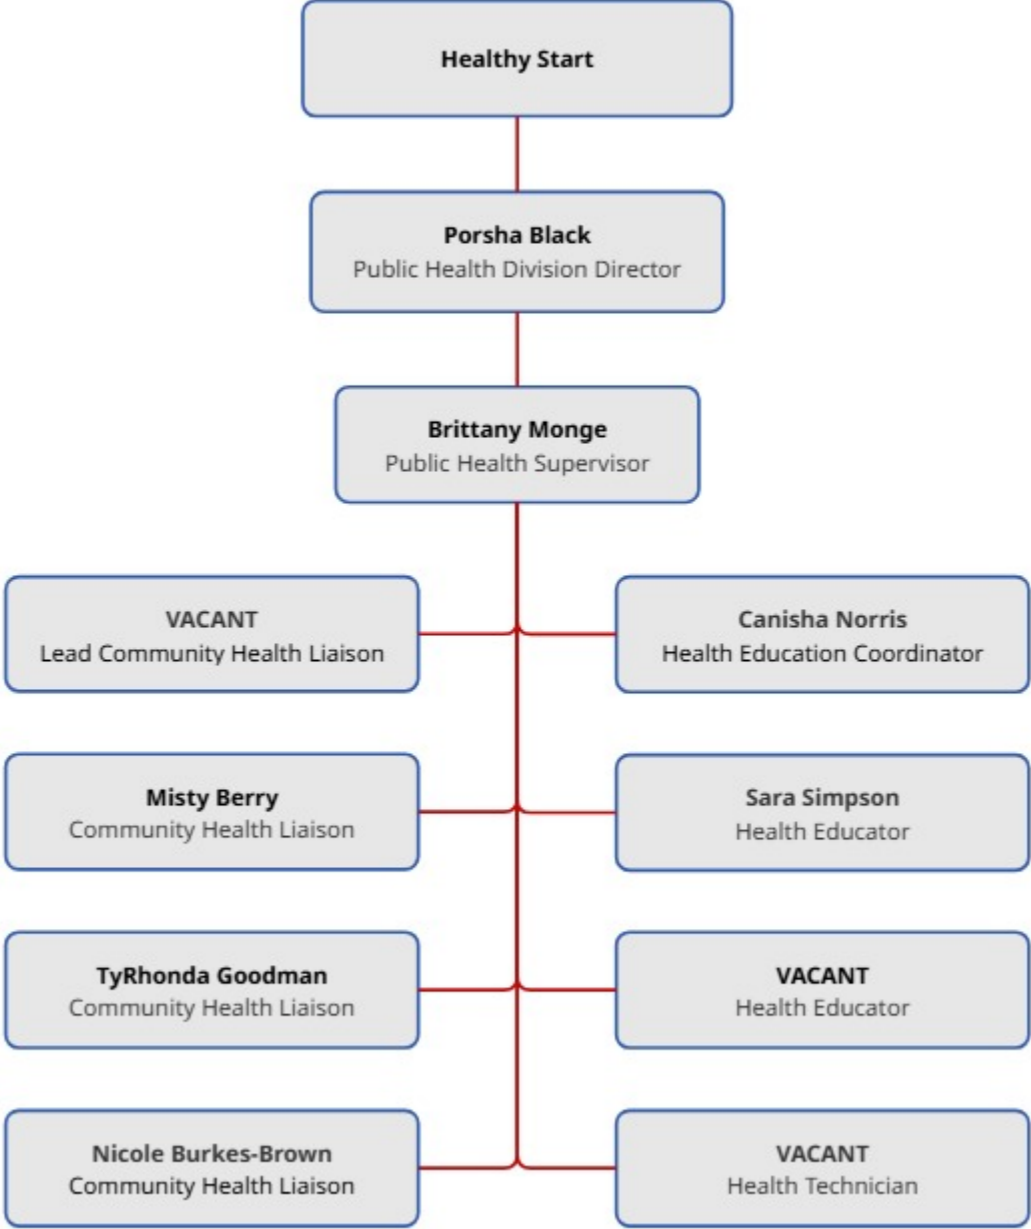 Healthy Start
Porsha Black
Public Health Division Director
Brittany Monge
Public Health Supervisor
VACANT
Lead Community Health Liaison
Canisha Norris
Health Education Coordinator
Misty Berry
Community Health Liaison
Sara Simpson
Health Educator
TyRhonda Goodman
Community Health Liaison
VACANT
Health Educator
Nicole Burkes-Brown
Community Health Liaison
VACANT
Health Technician